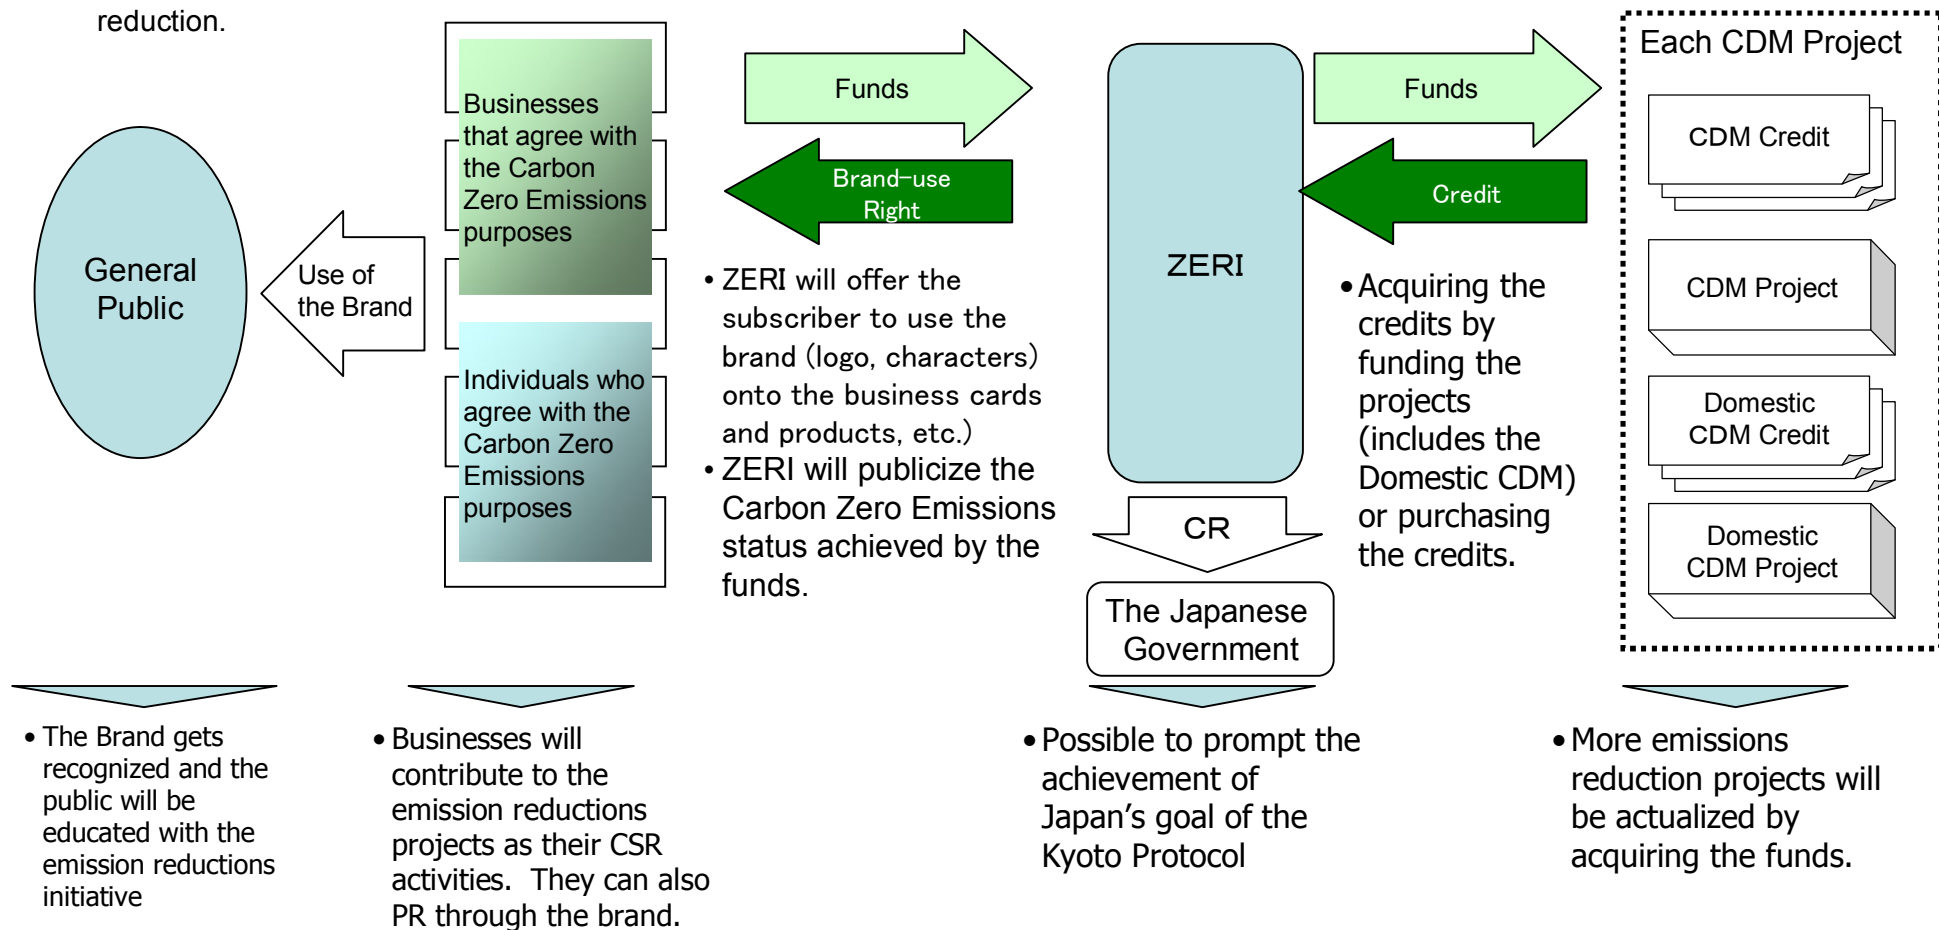 reduction.
General
Public
Use of
the Brand
Businesses
that agree with
the Carbon
Zero Emissions
purposes
Individuals who
agree with the
Carbon Zero
Emissions
purposes
Funds
Brand-use
Right
• ZERI will offer the
subscriber to use the
brand (logo, characters)
onto the business cards
and products, etc.)
• ZERI will publicize the
Carbon Zero Emissions
status achieved by the
funds.
ZERI
CR
The Japanese
Government
Funds
Credit
• Acquiring the
credits by
funding the
projects
(includes the
Domestic CDM)
or purchasing
the credits.
Each CDM Project
CDM Credit
CDM Project
Domestic
CDM Credit
Domestic
CDM Project
• The Brand gets
recognized and the
public will be
educated with the
emission reductions
initiative
• Businesses will
contribute to the
emission reductions
projects as their CSR
activities. They can also
PR through the brand.
• Possible to prompt the
achievement of
Japan’s goal of the
Kyoto Protocol
• More emissions
reduction projects will
be actualized by
acquiring the funds.